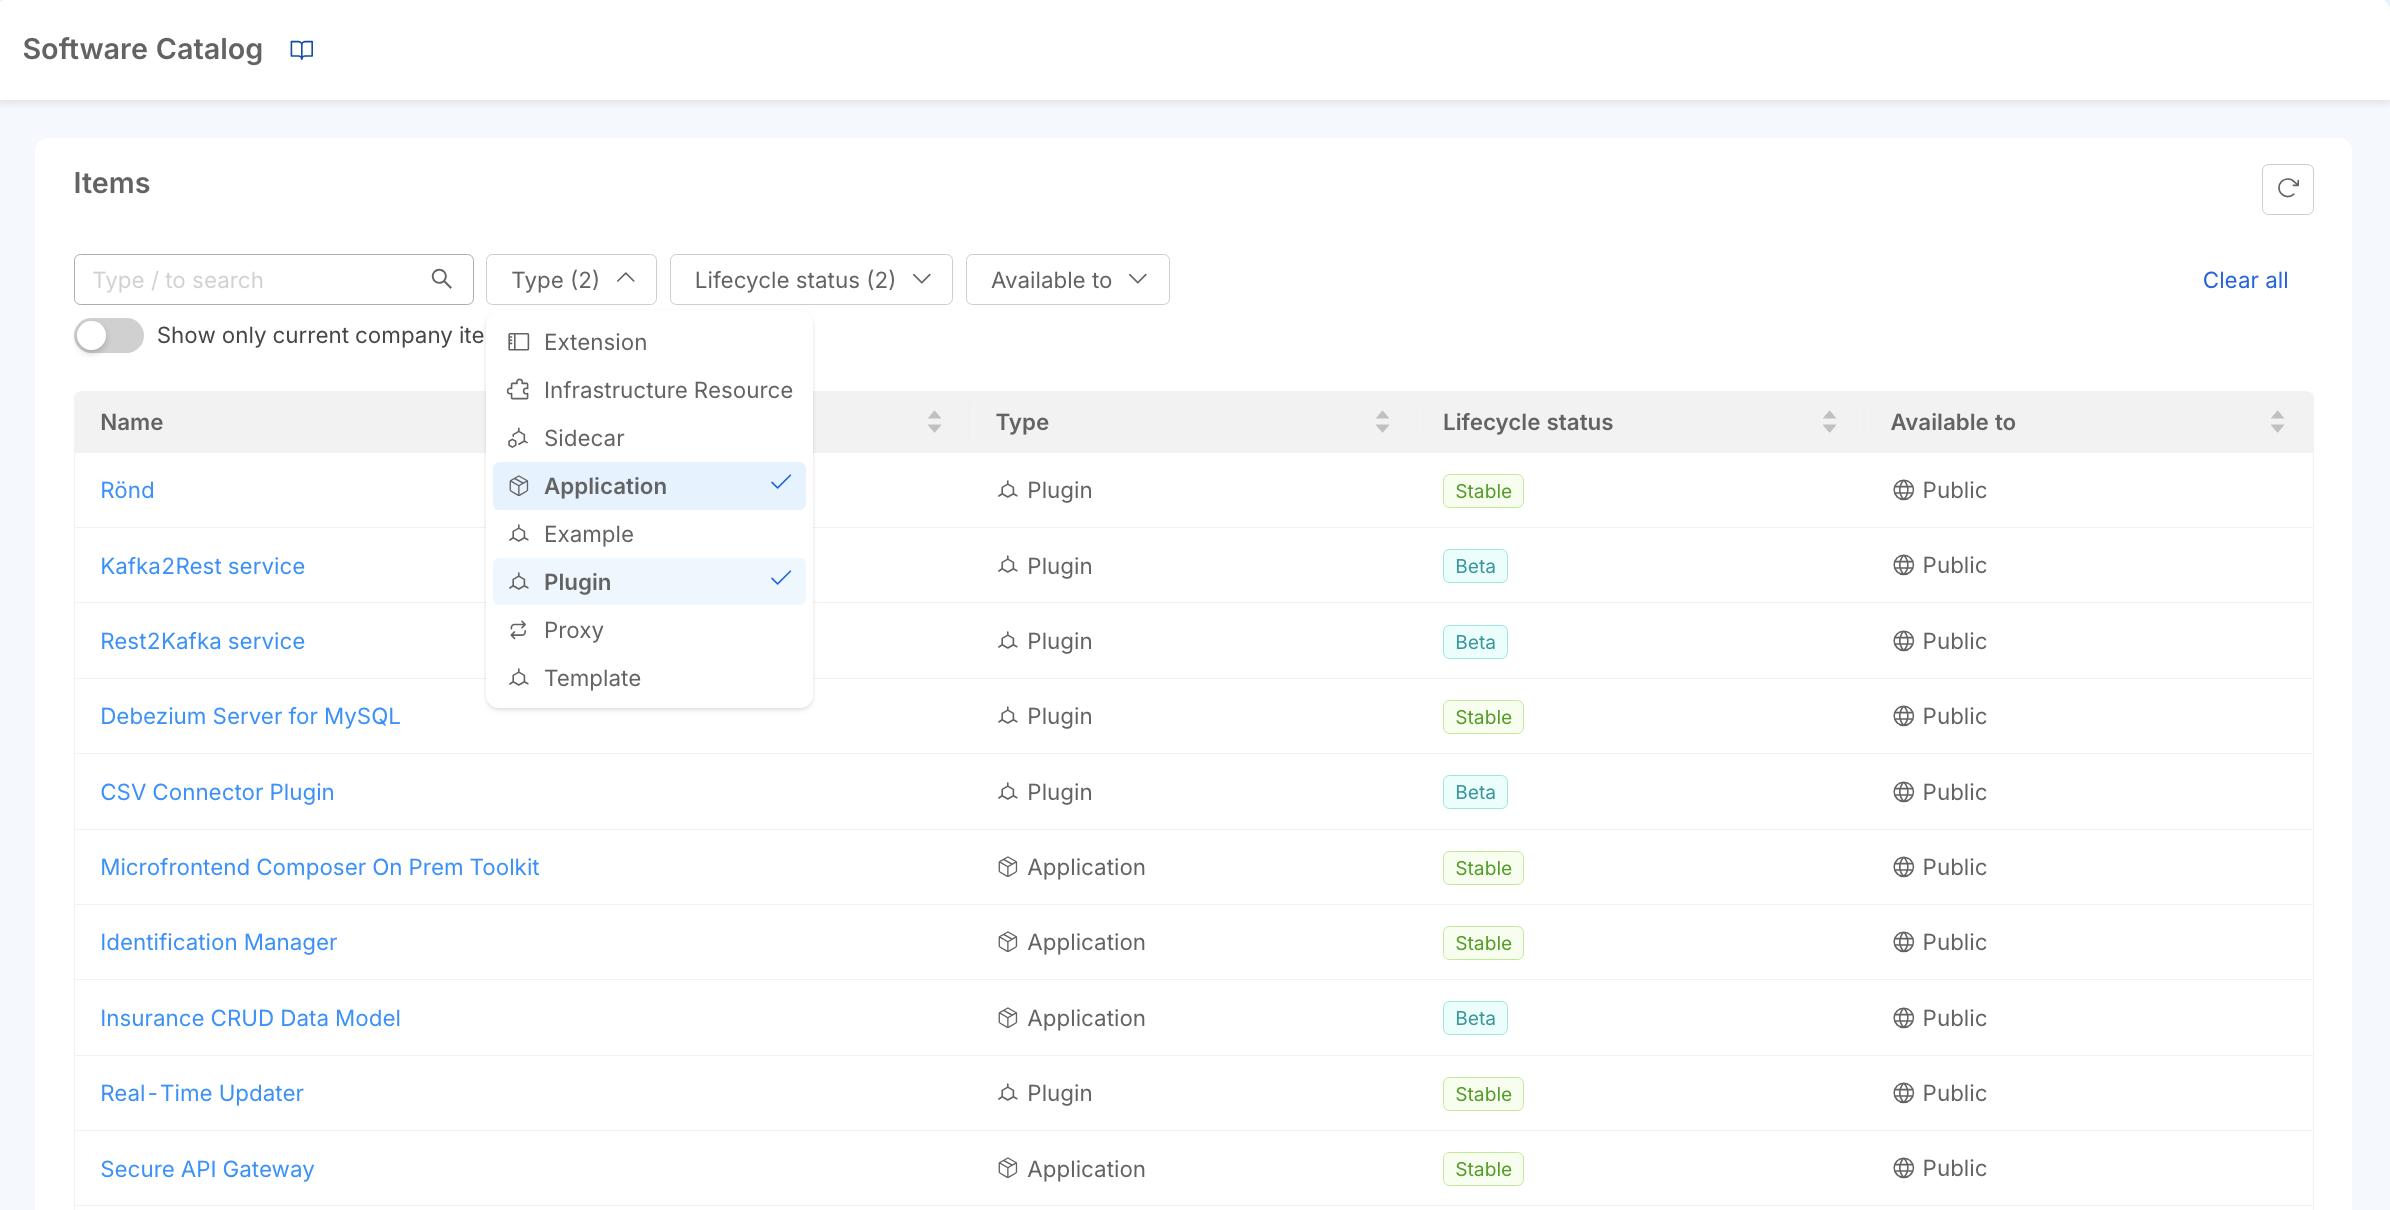 Software Catalog
Items
Type / to search
Type (2)
Lifecycle status (2)
Available to
Clear all
Show only current company ite
Extension
Infrastructure Resource
Sidecar
Application
Example
Plugin
Proxy
Template
Name Type Lifecycle status Available to
Rönd Plugin Stable Public
Kafka2Rest service Plugin Beta Public
Rest2Kafka service Plugin Beta Public
Debezium Server for MySQL Plugin Stable Public
CSV Connector Plugin Plugin Beta Public
Microfrontend Composer On Prem Toolkit Application Stable Public
Identification Manager Application Stable Public
Insurance CRUD Data Model Application Beta Public
Real-Time Updater Plugin Stable Public
Secure API Gateway Application Stable Public